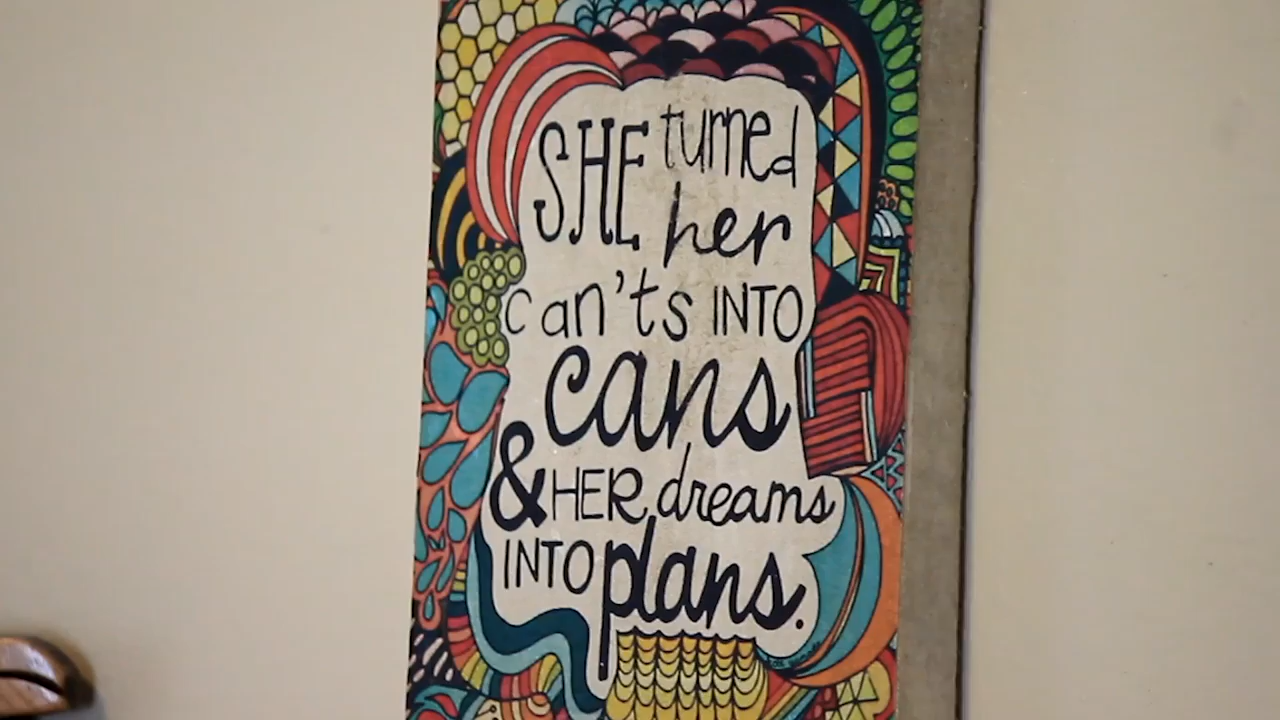 SHE turned
her
can'ts INTO
cans
& HER dreams
INTO plans.